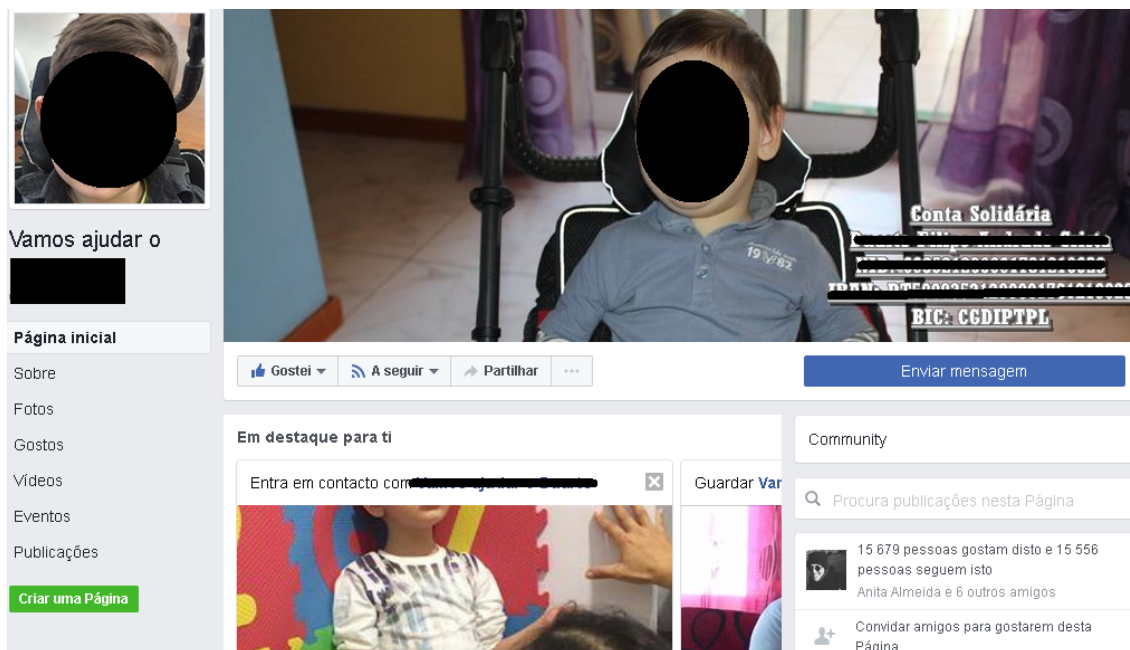 Vamos ajudar o
Página inicial
Sobre
Fotos
Gostos
Vídeos
Eventos
Publicações
Criar uma Página
Conta Solidária
BIC: CGDIPTPL
1982
Gostei
A seguir
Partilhar
Enviar mensagem
Em destaque para ti
Entra em contacto com
Guardar Var
Community
Procura publicações nesta Página
15 679 pessoas gostam disto e 15 556
pessoas seguem isto
Anita Almeida e 6 outros amigos
Convidar amigos para gostarem desta
Página